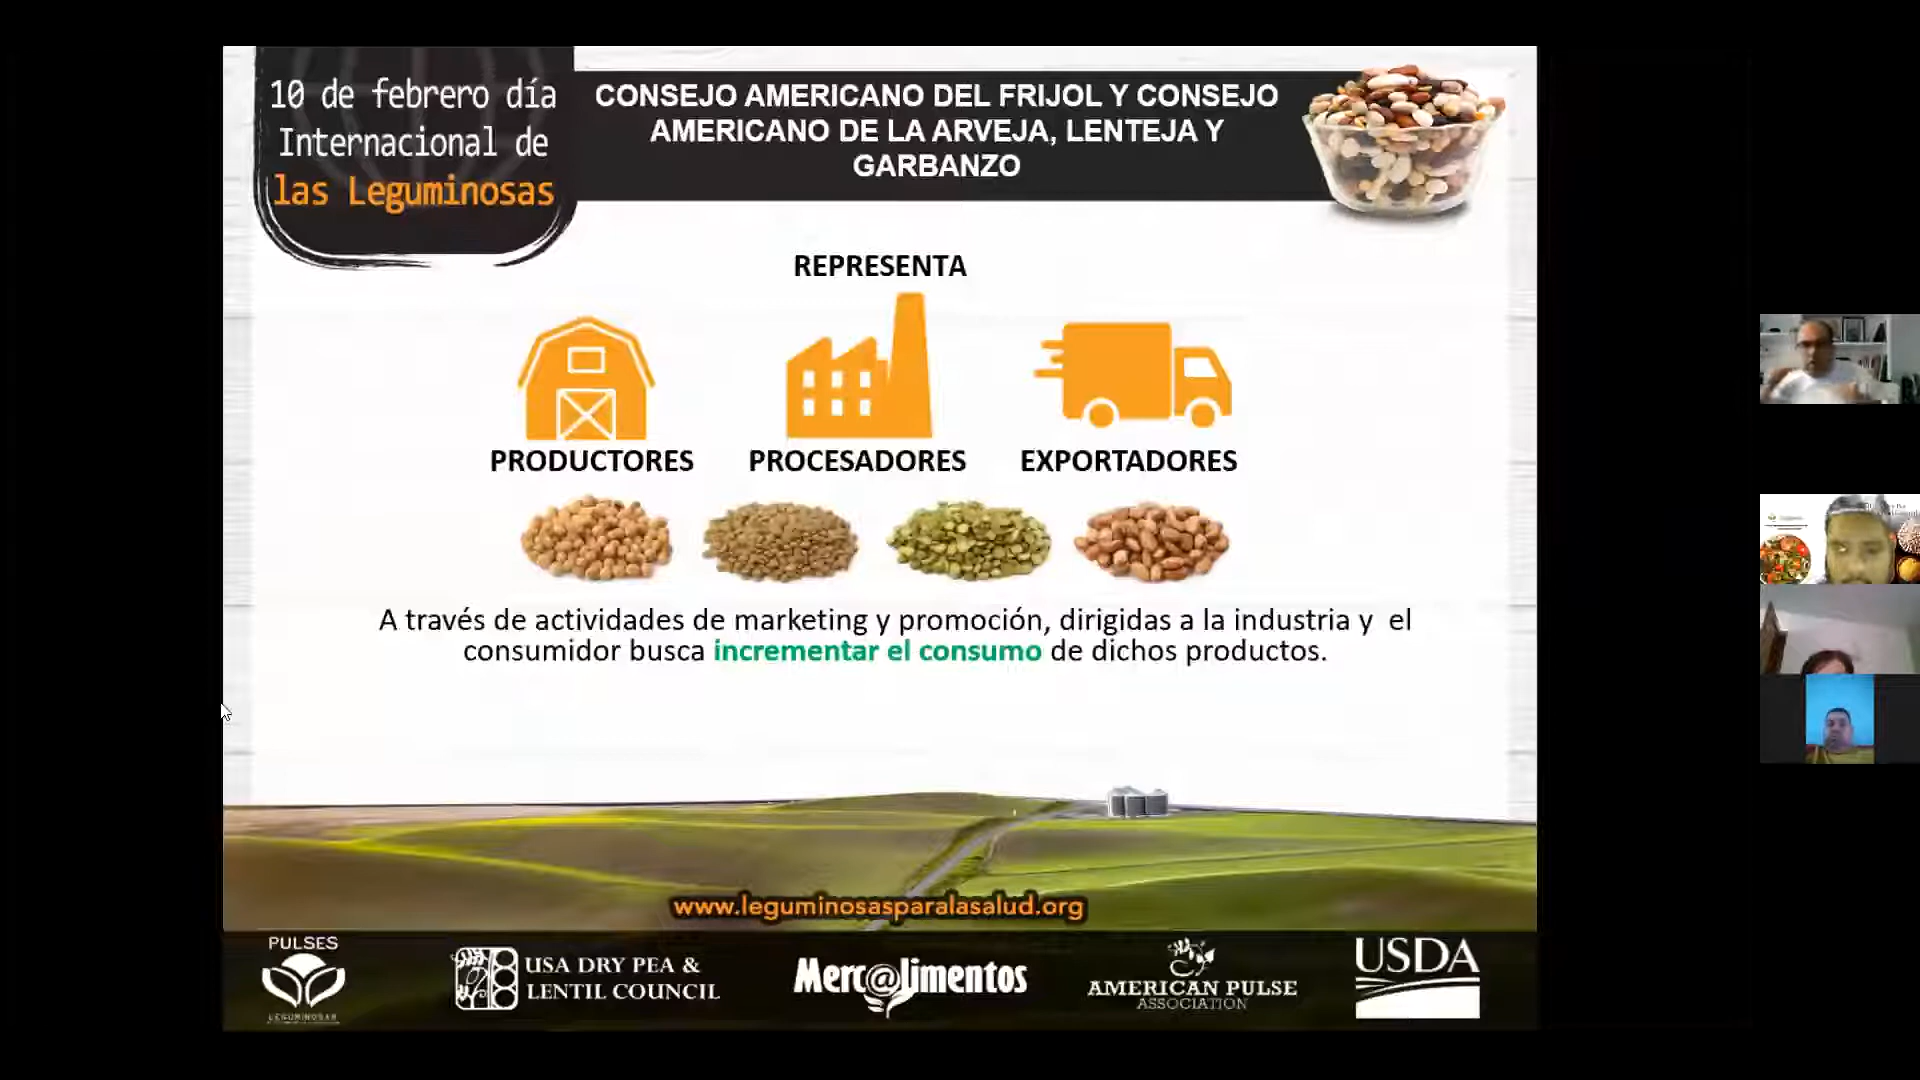 10 de febrero día
Internacional de
las Leguminosas
CONSEJO AMERICANO DEL FRIJOL Y CONSEJO
AMERICANO DE LA ARVEJA, LENTEJA Y
GARBANZO
REPRESENTA
PRODUCTORES
PROCESADORES
EXPORTADORES
A través de actividades de marketing y promoción, dirigidas a la industria y el
consumidor busca incrementar el consumo de dichos productos.
www.leguminosasparalasalud.org
PULSES
LEGUMINOSAS
USA DRY PEA &
LENTIL COUNCIL
Merc@limentos
AMERICAN PULSE
ASSOCIATION
USDA